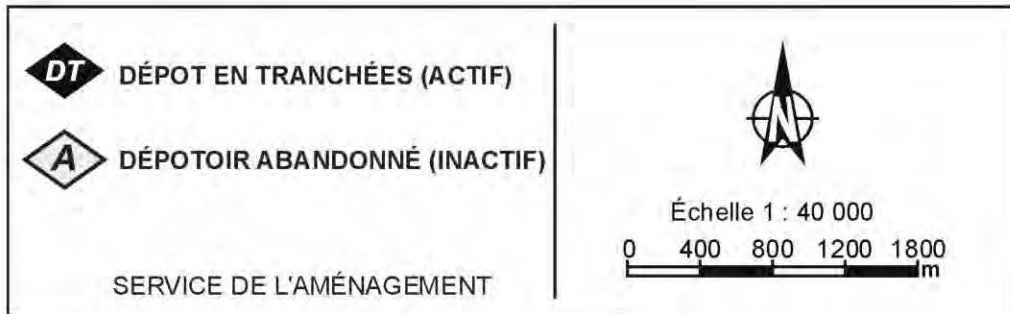 DT DÉPOT EN TRANCHÉES (ACTIF)
A DÉPOTOIR ABANDONNÉ (INACTIF)
SERVICE DE L'AMÉNAGEMENT
N
Échelle 1 : 40 000
0 400 800 1200 1800
m